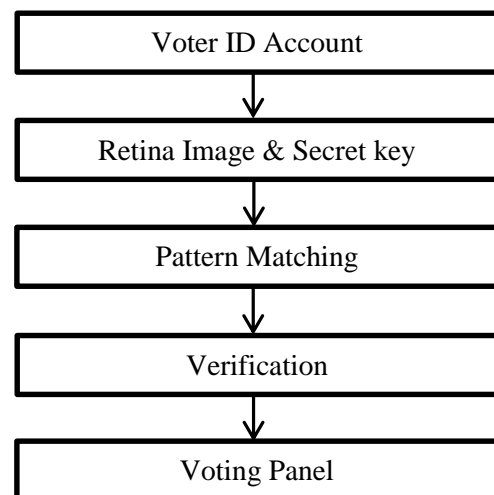 Voter ID Account
Retina Image & Secret key
Pattern Matching
Verification
Voting Panel